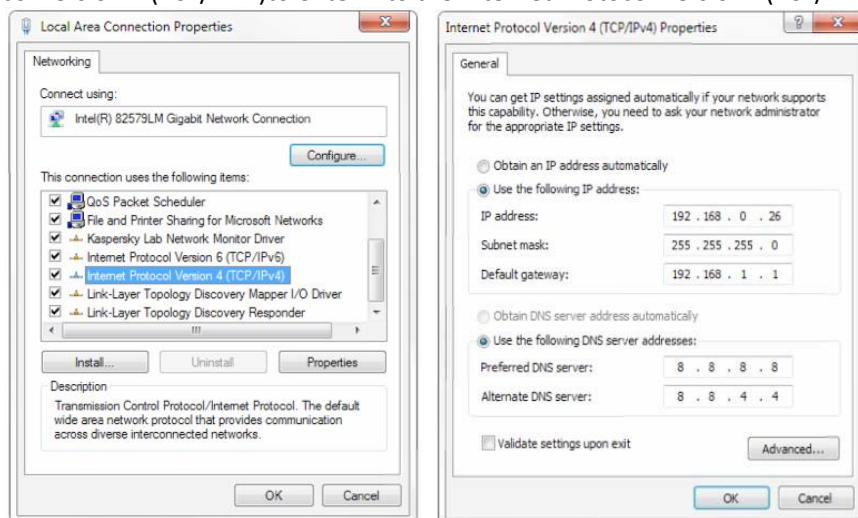 Local Area Connection Properties
Networking
Connect using:
Intel(R) 82579LM Gigabit Network Connection
Configure...
This connection uses the following items:
QoS Packet Scheduler
File and Printer Sharing for Microsoft Networks
Kaspersky Lab Network Monitor Driver
Internet Protocol Version 6 (TCP/IPv6)
Internet Protocol Version 4 (TCP/IPv4)
Link-Layer Topology Discovery Mapper I/O Driver
Link-Layer Topology Discovery Responder
Install...
Uninstall
Properties
Description
Transmission Control Protocol/Internet Protocol. The default
wide area network protocol that provides communication
across diverse interconnected networks.
OK
Cancel
Internet Protocol Version 4 (TCP/IPv4) Properties
General
You can get IP settings assigned automatically if your network supports
this capability. Otherwise, you need to ask your network administrator
for the appropriate IP settings.
Obtain an IP address automatically
Use the following IP address:
IP address: 192 . 168 . 0 . 26
Subnet mask: 255 . 255 . 255 . 0
Default gateway: 192 . 168 . 1 . 1
Obtain DNS server address automatically
Use the following DNS server addresses:
Preferred DNS server: 8 . 8 . 8 . 8
Alternate DNS server: 8 . 8 . 4 . 4
Validate settings upon exit
Advanced...
OK
Cancel